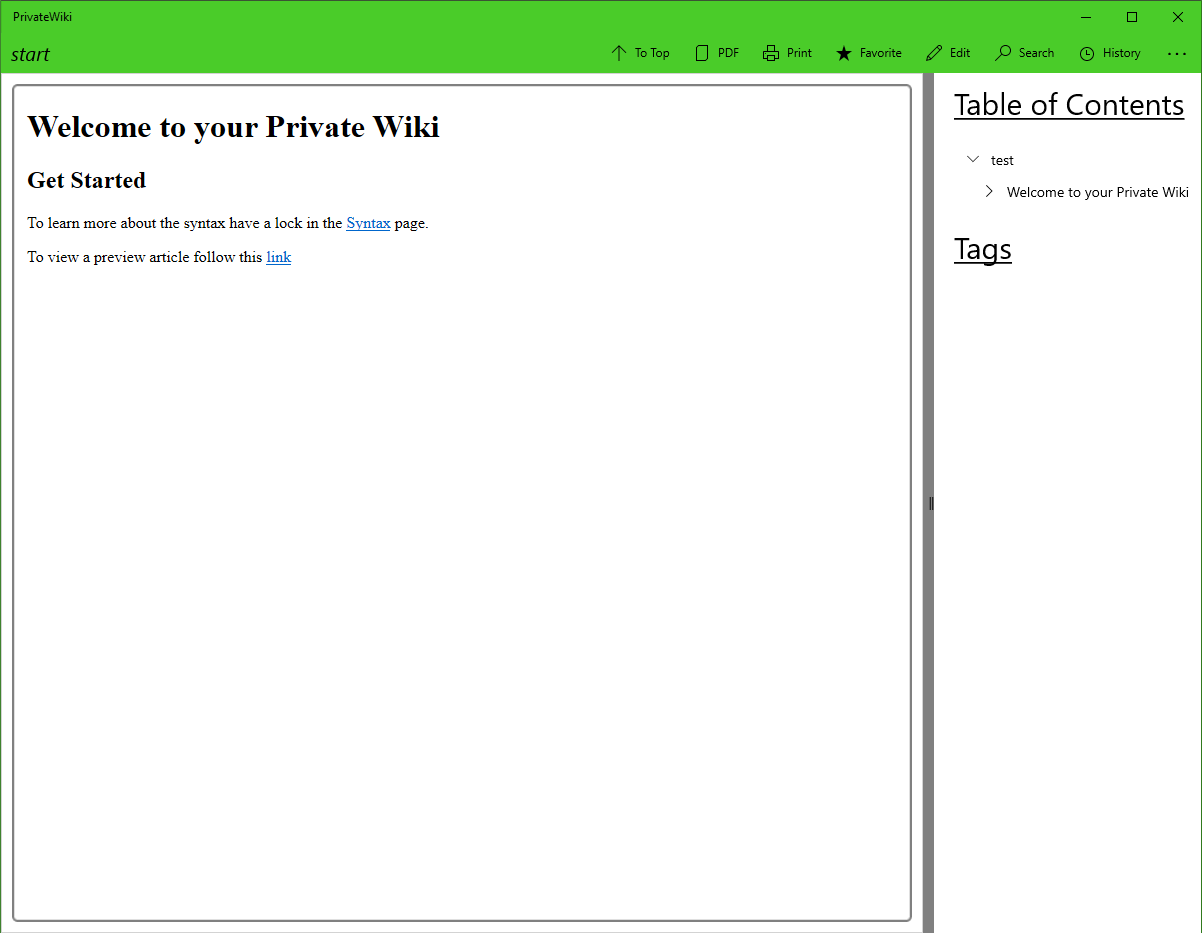 PrivateWiki
start
To Top
PDF
Print
Favorite
Edit
Search
History
Welcome to your Private Wiki
Get Started
To learn more about the syntax have a lock in the Syntax page.
To view a preview article follow this link
Table of Contents
test
Welcome to your Private Wiki
Tags